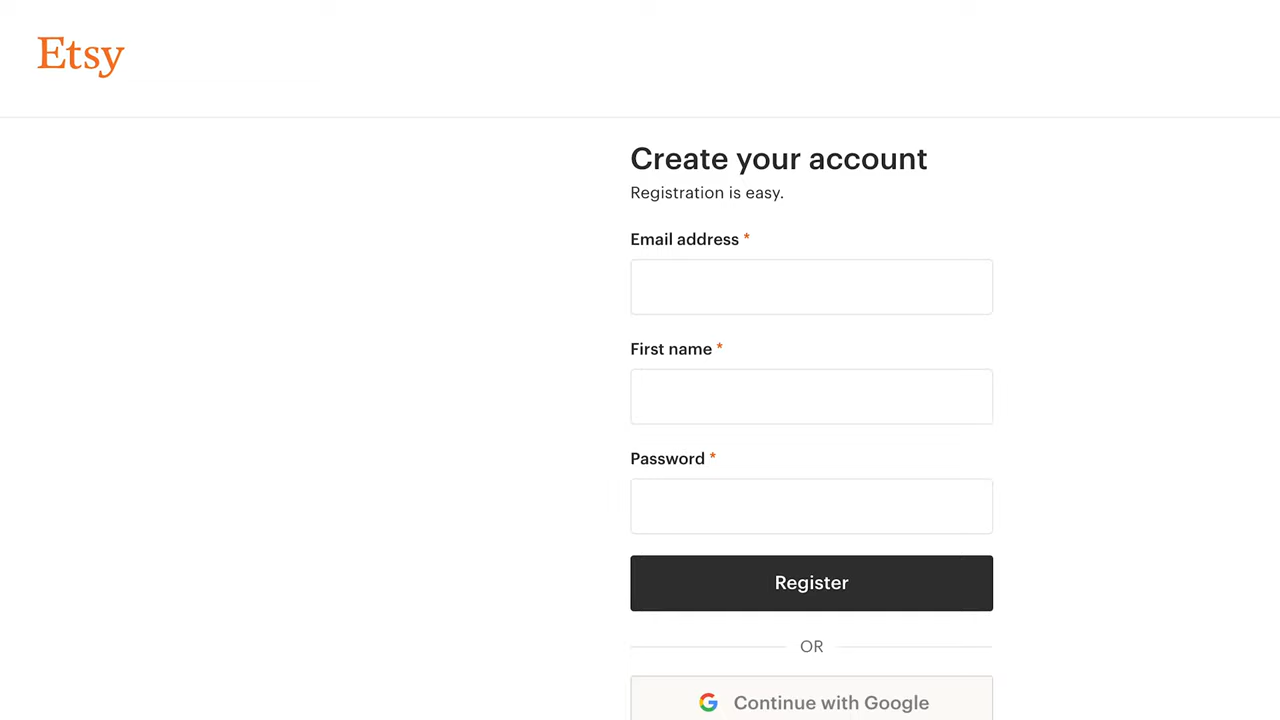 Etsy
Create your account
Registration is easy.
Email address *
First name *
Password *
Register
OR
Continue with Google